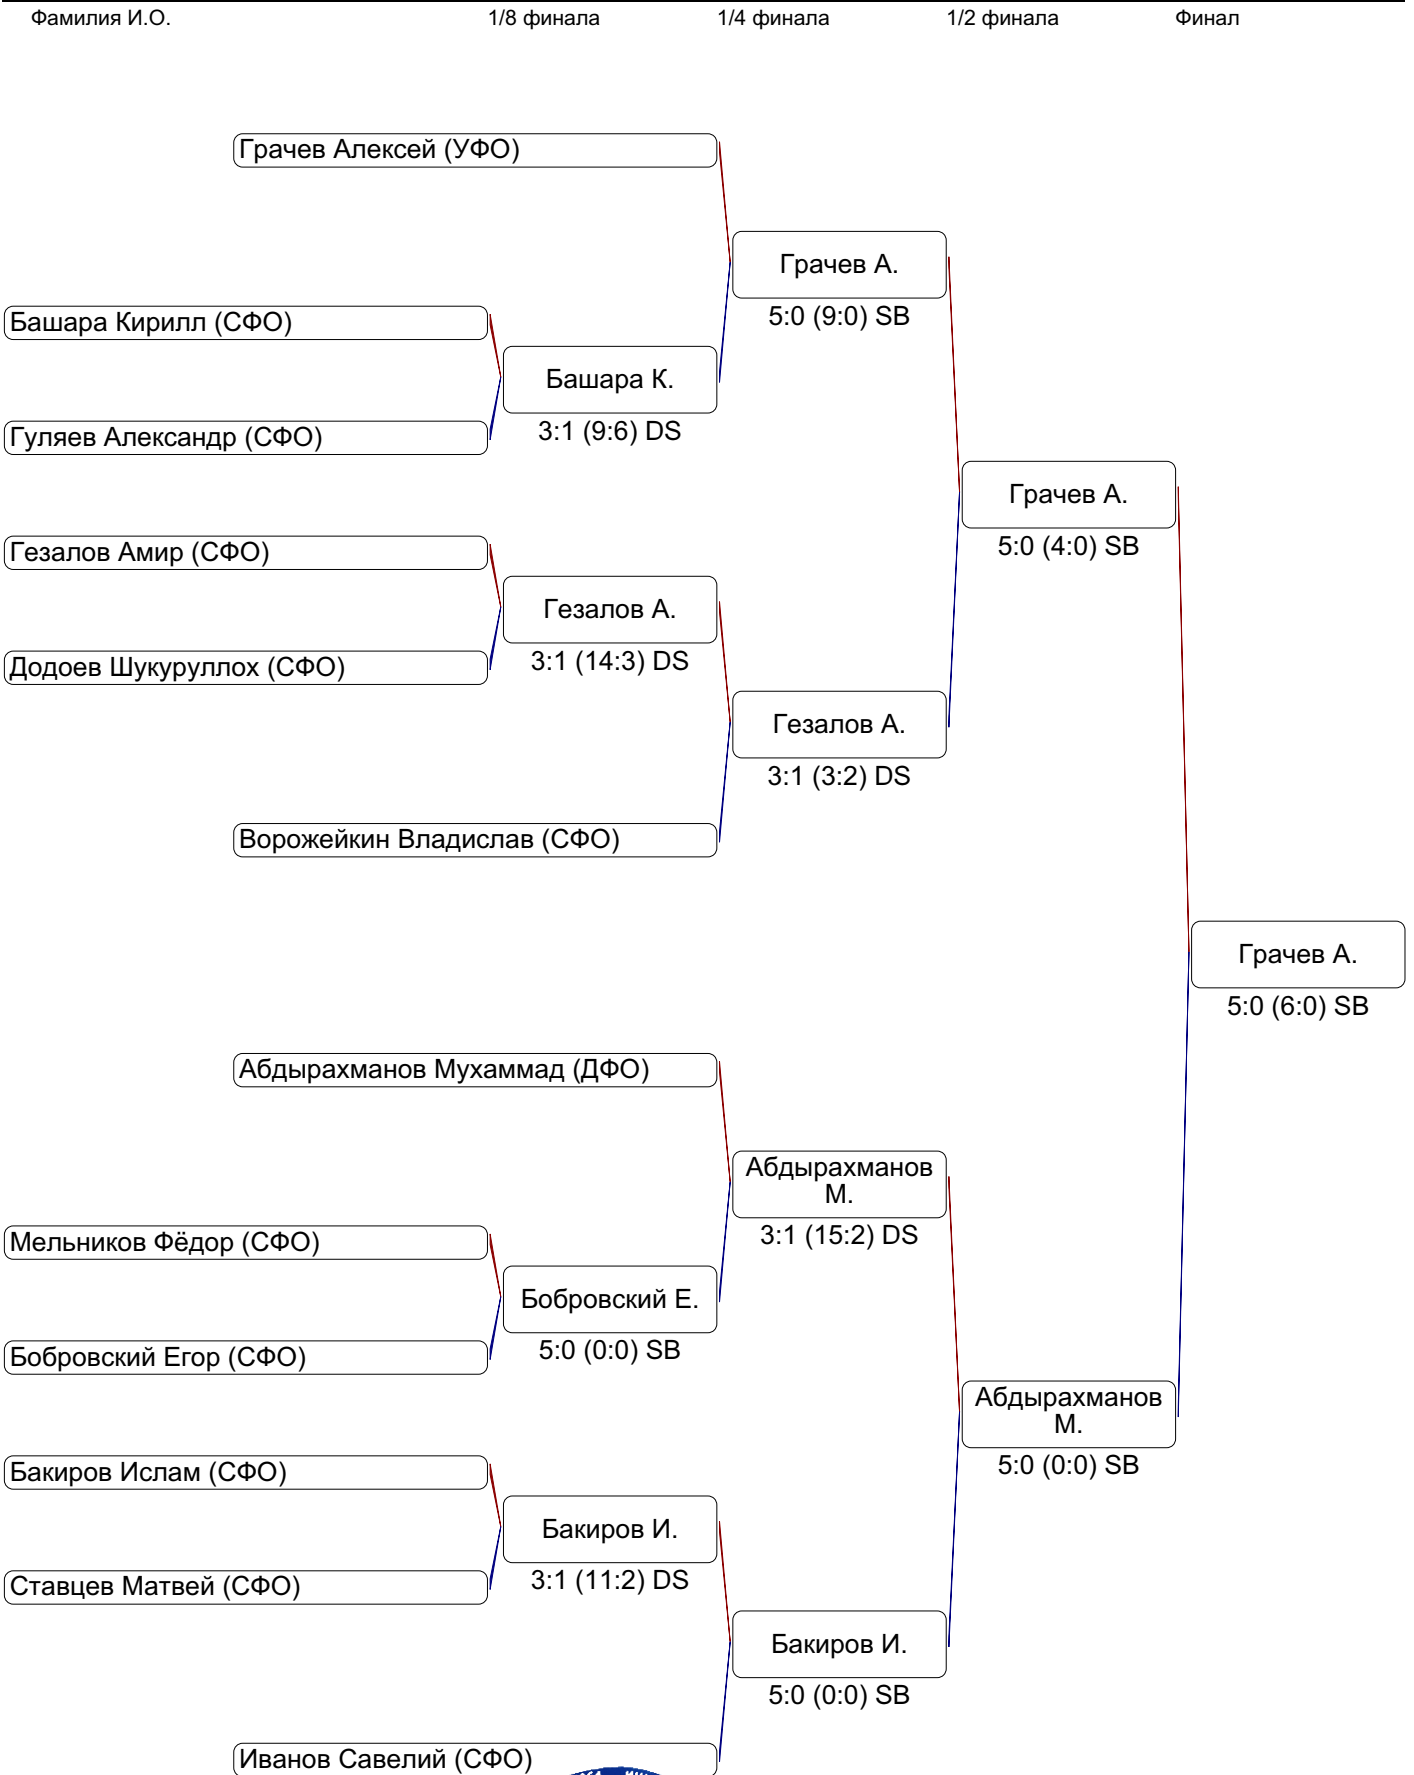 Фамилия И.О. 1/8 финала 1/4 финала 1/2 финала Финал
Грачев Алексей (УФО)
Грачев А.
5:0 (9:0) SB
Башара Кирилл (СФО)
Башара К.
3:1 (9:6) DS
Гуляев Александр (СФО)
Грачев А.
5:0 (4:0) SB
Гезалов Амир (СФО)
Гезалов А.
3:1 (14:3) DS
Додоев Шукуруллох (СФО)
Гезалов А.
3:1 (3:2) DS
Ворожейкин Владислав (СФО)
Грачев А.
5:0 (6:0) SB
Абдырахманов Мухаммад (ДФО)
Абдырахманов
М.
3:1 (15:2) DS
Мельников Фёдор (СФО)
Бобровский Е.
5:0 (0:0) SB
Бобровский Егор (СФО)
Абдырахманов
М.
5:0 (0:0) SB
Бакиров Ислам (СФО)
Бакиров И.
3:1 (11:2) DS
Ставцев Матвей (СФО)
Бакиров И.
5:0 (0:0) SB
Иванов Савелий (СФО)